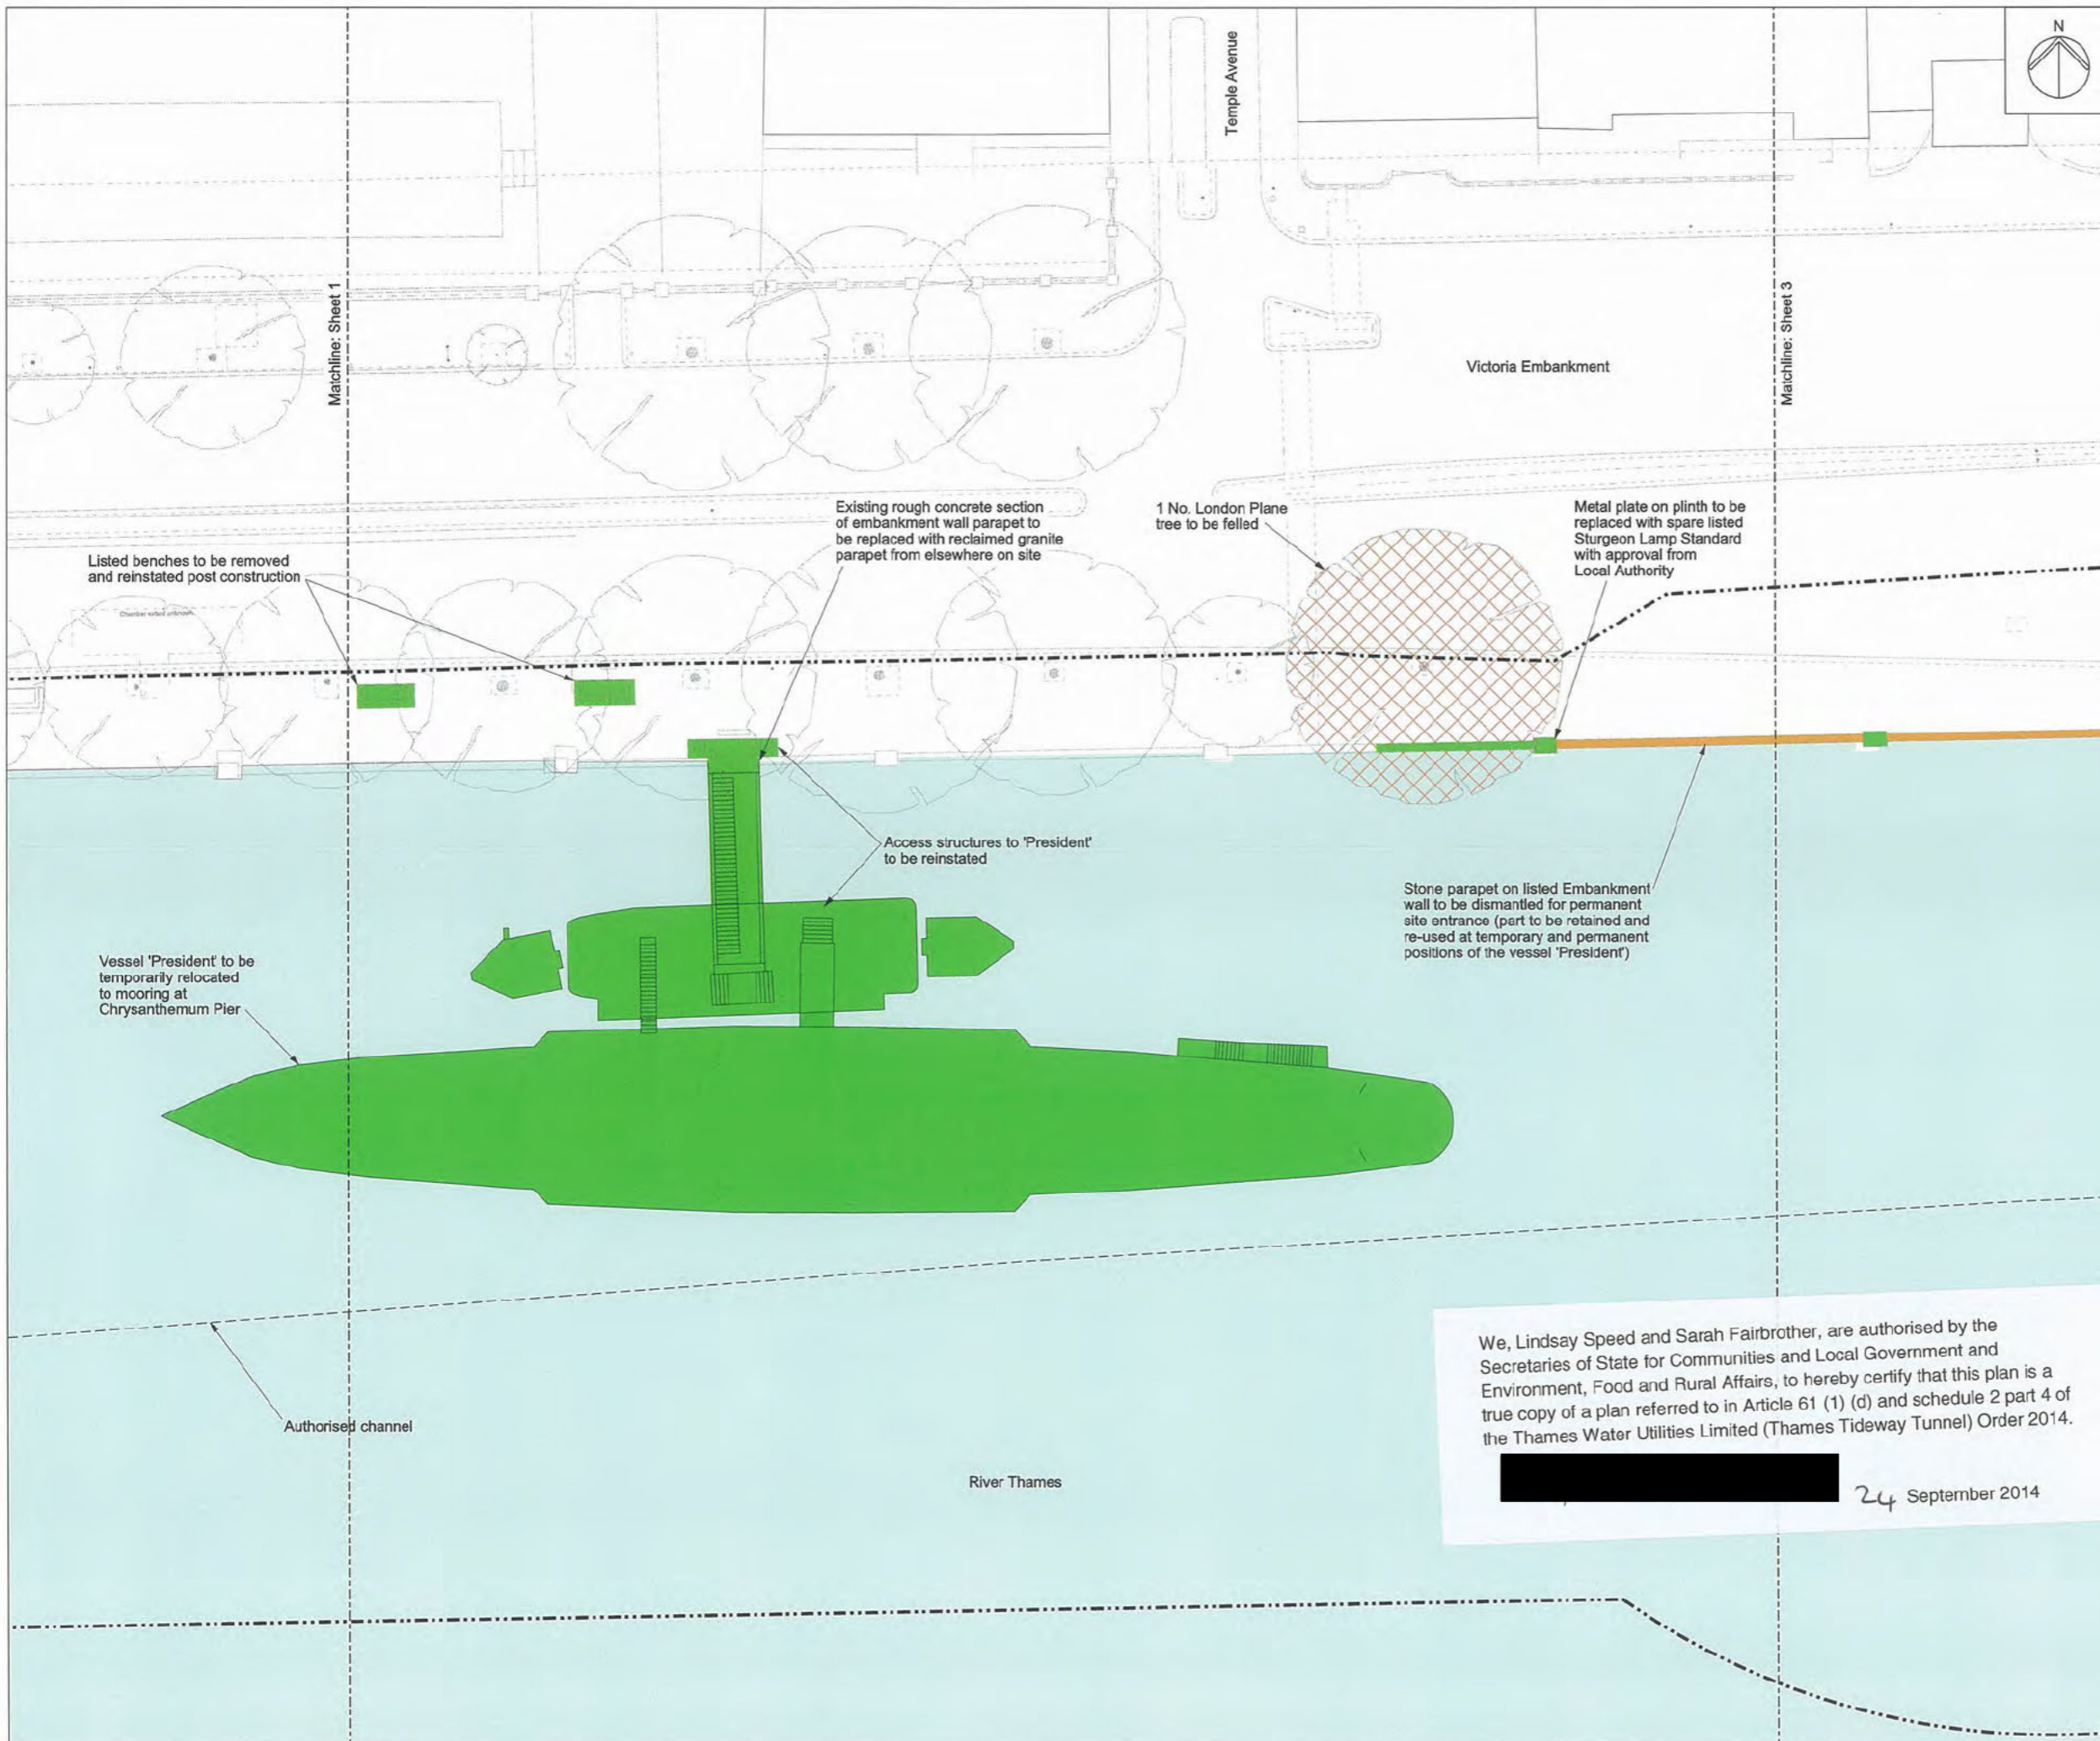 N
Temple Avenue
Matchline: Sheet 1
Matchline: Sheet 3
Victoria Embankment
Existing rough concrete section
of embankment wall parapet to
be replaced with reclaimed granite
parapet from elsewhere on site
1 No. London Plane
tree to be felled
Metal plate on plinth to be
replaced with spare listed
Sturgeon Lamp Standard
with approval from
Local Authority
Listed benches to be removed
and reinstated post construction
Chamber extent unknown
Access structures to 'President'
to be reinstated
Stone parapet on listed Embankment
wall to be dismantled for permanent
site entrance (part to be retained and
re-used at temporary and permanent
positions of the vessel 'President')
Vessel 'President' to be
temporarily relocated
to mooring at
Chrysanthemum Pier
Authorised channel
River Thames
We, Lindsay Speed and Sarah Fairbrother, are authorised by the
Secretaries of State for Communities and Local Government and
Environment, Food and Rural Affairs, to hereby certify that this plan is a
true copy of a plan referred to in Article 61 (1) (d) and schedule 2 part 4 of
the Thames Water Utilities Limited (Thames Tideway Tunnel) Order 2014.
24 September 2014